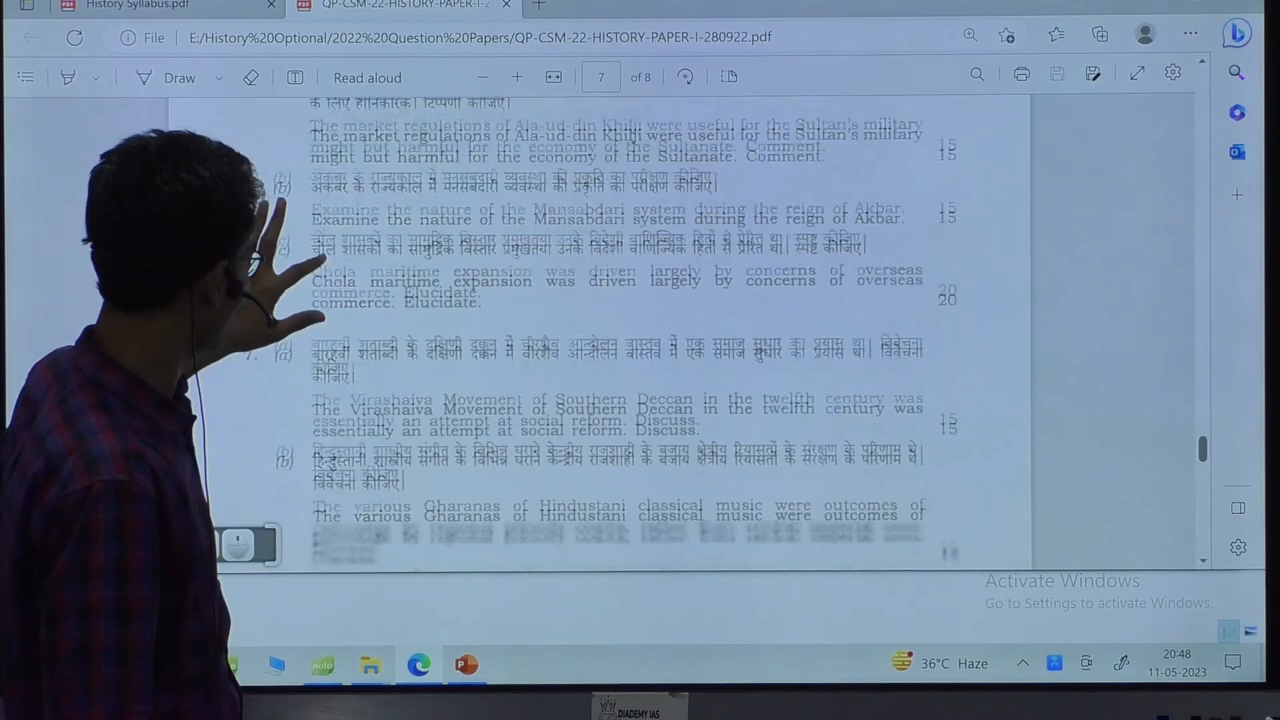 History Syllabus.pdf
QP-CSM-22-HISTORY-PAPER-I-2
File
E:/History%20Optional/2022%20Question%20Papers/QP-CSM-22-HISTORY-PAPER-I-280922.pdf
Draw
Read aloud
7
of 8
के लिए हानिकारक। टिप्पणी कीजिए।
The market regulations of Ala-ud-din Khilji were useful for the Sultan's military
might but harmful for the economy of the Sultanate. Comment. 15
(b) अकबर के राज्यकाल में मनसबदारी व्यवस्था की प्रकृति का परीक्षण कीजिए।
Examine the nature of the Mansabdari system during the reign of Akbar. 15
(c) चोल शासकों का सामुद्रिक विस्तार प्रमुखतया उनके विदेशी वाणिज्यिक हितों से प्रेरित था। स्पष्ट कीजिए।
Chola maritime expansion was driven largely by concerns of overseas
commerce. Elucidate. 20
(a) बारहवीं शताब्दी के दक्षिणी दक्कन में वीरशैव आन्दोलन वास्तव में एक समाज सुधार का प्रयास था। विवेचना
कीजिए।
The Virashaiva Movement of Southern Deccan in the twelfth century was
essentially an attempt at social reform. Discuss. 15
(b) हिन्दुस्तानी शास्त्रीय संगीत के विभिन्न घराने केन्द्रीय राजशाही के बजाय क्षेत्रीय रियासतों के संरक्षण के परिणाम थे।
विवेचना कीजिए।
The various Gharanas of Hindustani classical music were outcomes of
Activate Windows
Go to Settings to activate Windows.
36°C Haze
20:48
11-05-2023
DIADEMY IAS